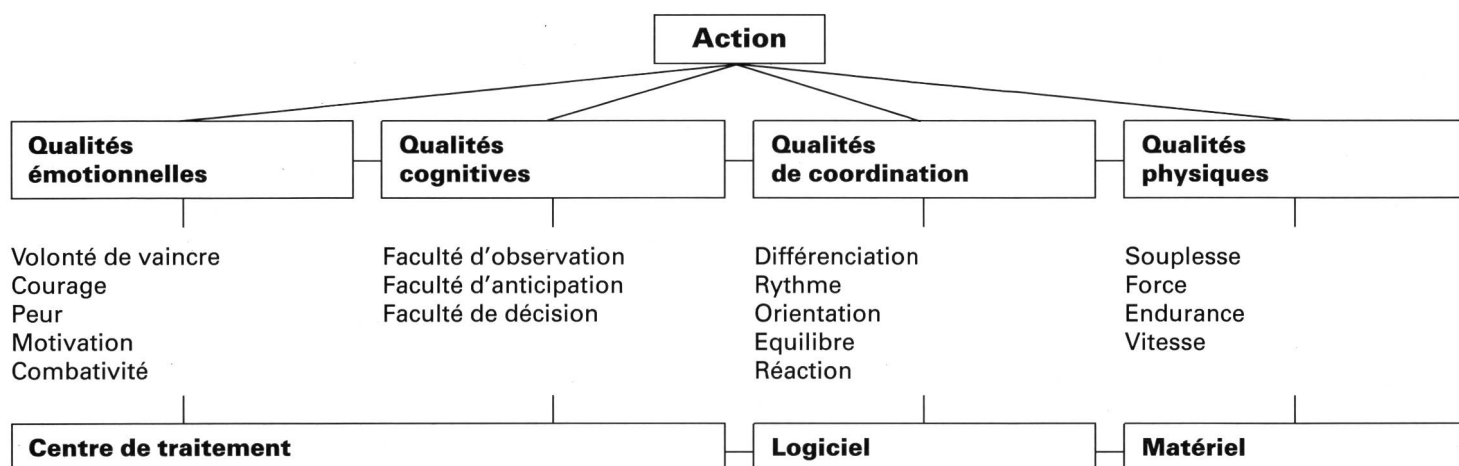 Action
Qualités
émotionnelles
Qualités
cognitives
Qualités
de coordination
Qualités
physiques
Volonté de vaincre
Courage
Peur
Motivation
Combativité
Faculté d'observation
Faculté d'anticipation
Faculté de décision
Différenciation
Rythme
Orientation
Equilibre
Réaction
Souplesse
Force
Endurance
Vitesse
Centre de traitement
Logiciel
Matériel